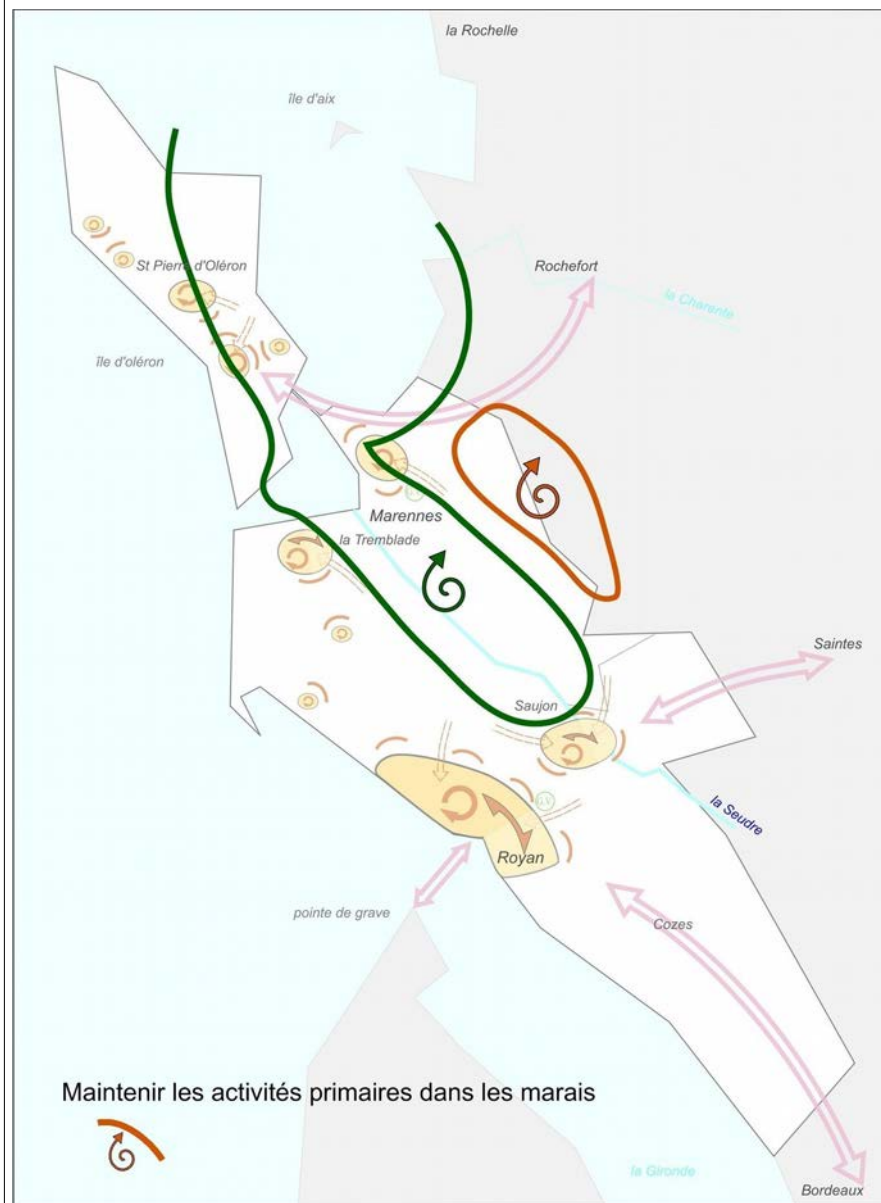 la Rochelle
île d'aix
Rochefort
la Charente
St Pierre d'Oléron
île d'oléron
Marennes
la Tremblade
Saintes
Saujon
la Seudre
Royan
pointe de grave
Cozes
Maintenir les activités primaires dans les marais
la Gironde
Bordeaux